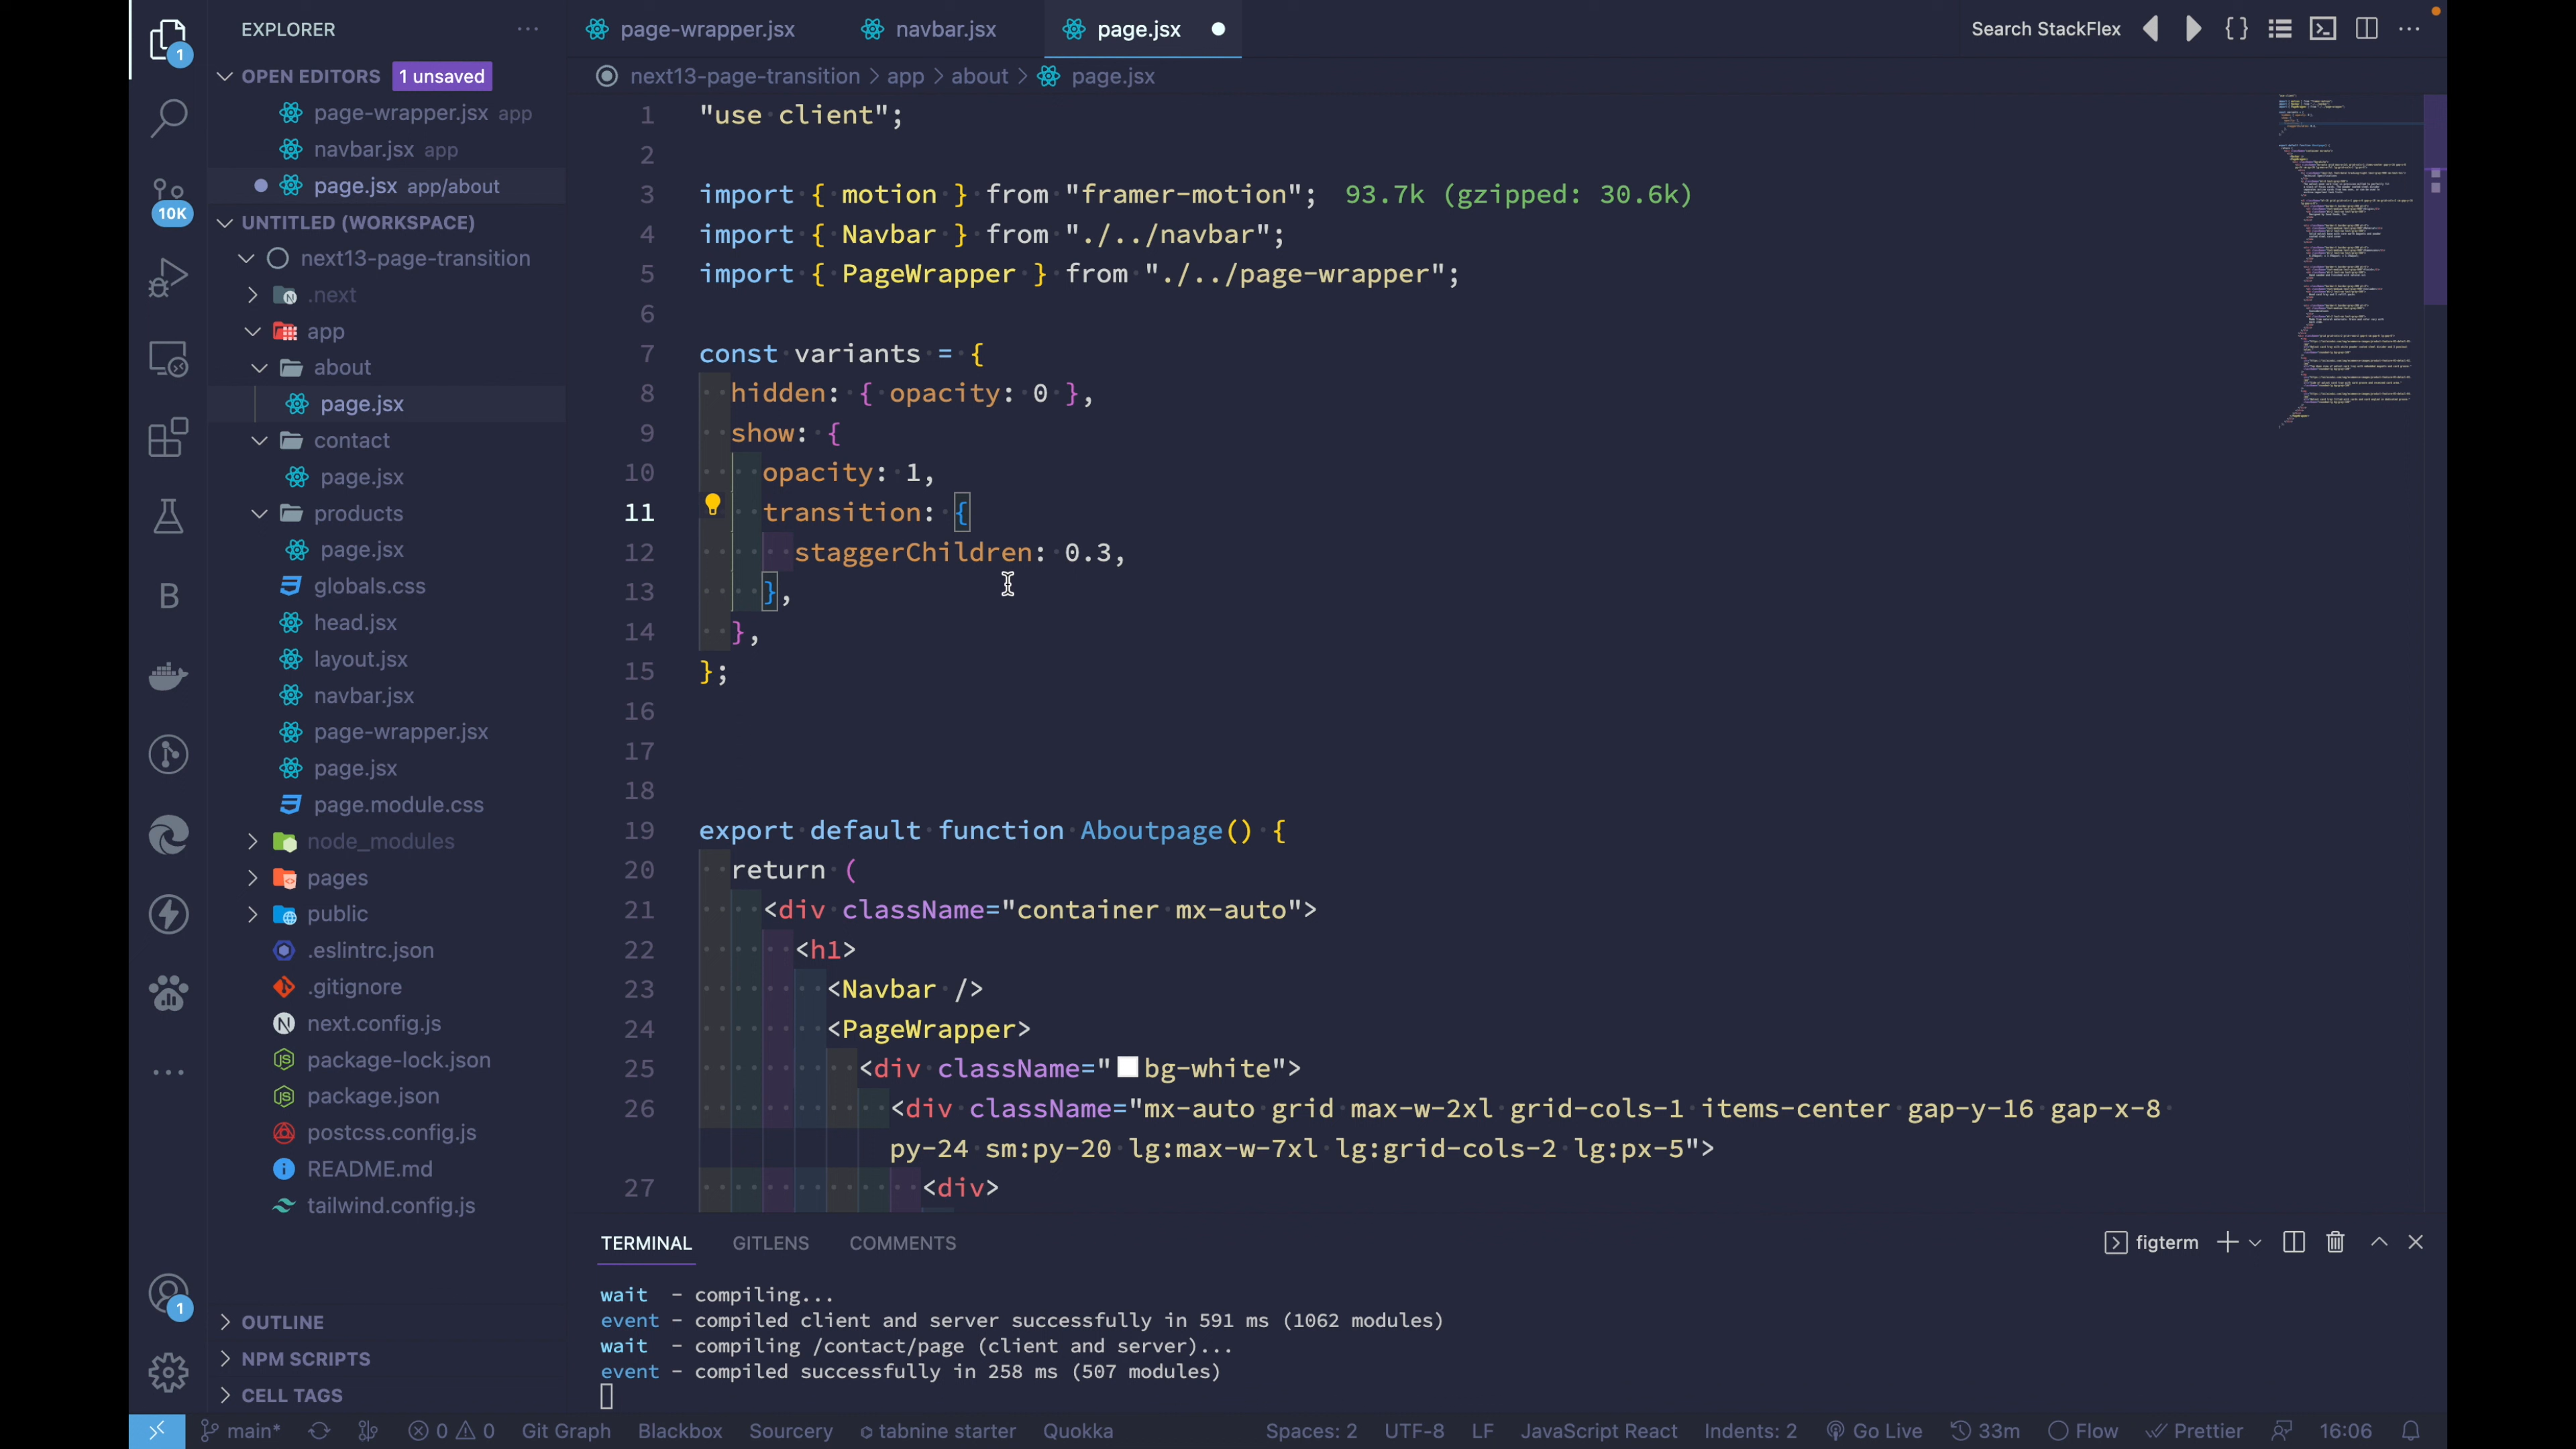 EXPLORER
page-wrapper.jsx
navbar.jsx
page.jsx
Search StackFlex
1
OPEN EDITORS 1 unsaved
page-wrapper.jsx app
navbar.jsx app
page.jsx app/about
10K
UNTITLED (WORKSPACE)
next13-page-transition
.next
app
about
page.jsx
contact
page.jsx
products
page.jsx
globals.css
head.jsx
layout.jsx
navbar.jsx
page-wrapper.jsx
page.jsx
page.module.css
node_modules
pages
public
.eslintrc.json
.gitignore
next.config.js
package-lock.json
package.json
postcss.config.js
README.md
tailwind.config.js
1
OUTLINE
NPM SCRIPTS
CELL TAGS
next13-page-transition > app > about > page.jsx
1 "use client";
2
3 import { motion } from "framer-motion"; 93.7k (gzipped: 30.6k)
4 import { Navbar } from "./../navbar";
5 import { PageWrapper } from "./../page-wrapper";
6
7 const variants = {
8 hidden: { opacity: 0 },
9 show: {
10 opacity: 1,
11 transition: {
12 staggerChildren: 0.3,
13 },
14 },
15 };
16
17
18
19 export default function Aboutpage() {
20 return (
21 <div className="container mx-auto">
22 <h1>
23 <Navbar />
24 <PageWrapper>
25 <div className="bg-white">
26 <div className="mx-auto grid max-w-2xl grid-cols-1 items-center gap-y-16 gap-x-8
py-24 sm:py-20 lg:max-w-7xl lg:grid-cols-2 lg:px-5">
27 <div>
TERMINAL GITLENS COMMENTS
figterm
wait - compiling...
event - compiled client and server successfully in 591 ms (1062 modules)
wait - compiling /contact/page (client and server)...
event - compiled successfully in 258 ms (507 modules)
main* 0 0 Git Graph Blackbox Sourcery tabnine starter Quokka Spaces: 2 UTF-8 LF JavaScript React Indents: 2 Go Live 33m Flow Prettier 16:06